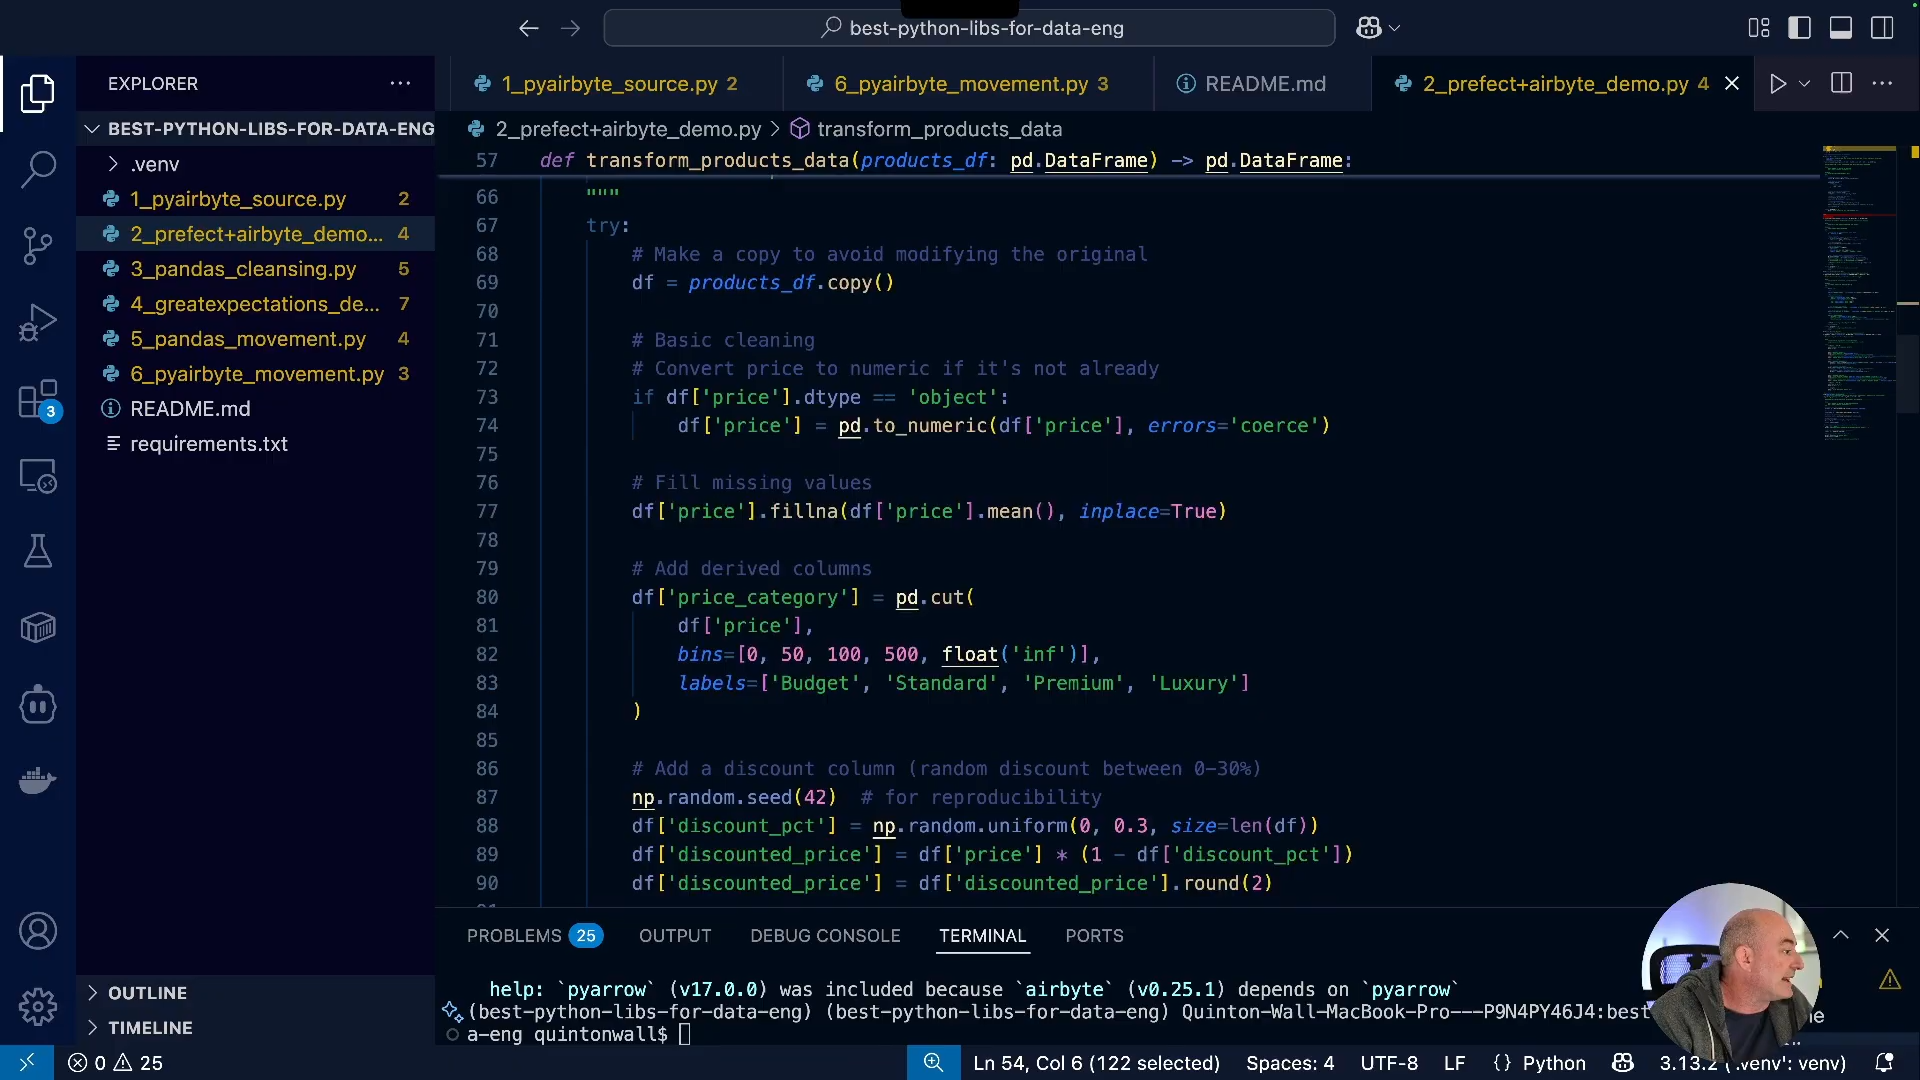 best-python-libs-for-data-eng
EXPLORER
1_pyairbyte_source.py 2
6_pyairbyte_movement.py 3
README.md
2_prefect+airbyte_demo.py 4
BEST-PYTHON-LIBS-FOR-DATA-ENG
.venv
1_pyairbyte_source.py 2
2_prefect+airbyte_demo... 4
3_pandas_cleansing.py 5
4_greatexpectations_de... 7
5_pandas_movement.py 4
6_pyairbyte_movement.py 3
README.md
requirements.txt
3
OUTLINE
TIMELINE
2_prefect+airbyte_demo.py > transform_products_data
57 def transform_products_data(products_df: pd.DataFrame) -> pd.DataFrame:
66 """
67 try:
68 # Make a copy to avoid modifying the original
69 df = products_df.copy()
70
71 # Basic cleaning
72 # Convert price to numeric if it's not already
73 if df['price'].dtype == 'object':
74 df['price'] = pd.to_numeric(df['price'], errors='coerce')
75
76 # Fill missing values
77 df['price'].fillna(df['price'].mean(), inplace=True)
78
79 # Add derived columns
80 df['price_category'] = pd.cut(
81 df['price'],
82 bins=[0, 50, 100, 500, float('inf')],
83 labels=['Budget', 'Standard', 'Premium', 'Luxury']
84 )
85
86 # Add a discount column (random discount between 0-30%)
87 np.random.seed(42) # for reproducibility
88 df['discount_pct'] = np.random.uniform(0, 0.3, size=len(df))
89 df['discounted_price'] = df['price'] * (1 - df['discount_pct'])
90 df['discounted_price'] = df['discounted_price'].round(2)
PROBLEMS 25 OUTPUT DEBUG CONSOLE TERMINAL PORTS
help: `pyarrow` (v17.0.0) was included because `airbyte` (v0.25.1) depends on `pyarrow`
(best-python-libs-for-data-eng) (best-python-libs-for-data-eng) Quinton-Wall-MacBook-Pro---P9N4PY46J4:best
a-eng quintonwall$
0 25
Ln 54, Col 6 (122 selected) Spaces: 4 UTF-8 LF {} Python 3.13.2 ('.venv': venv)